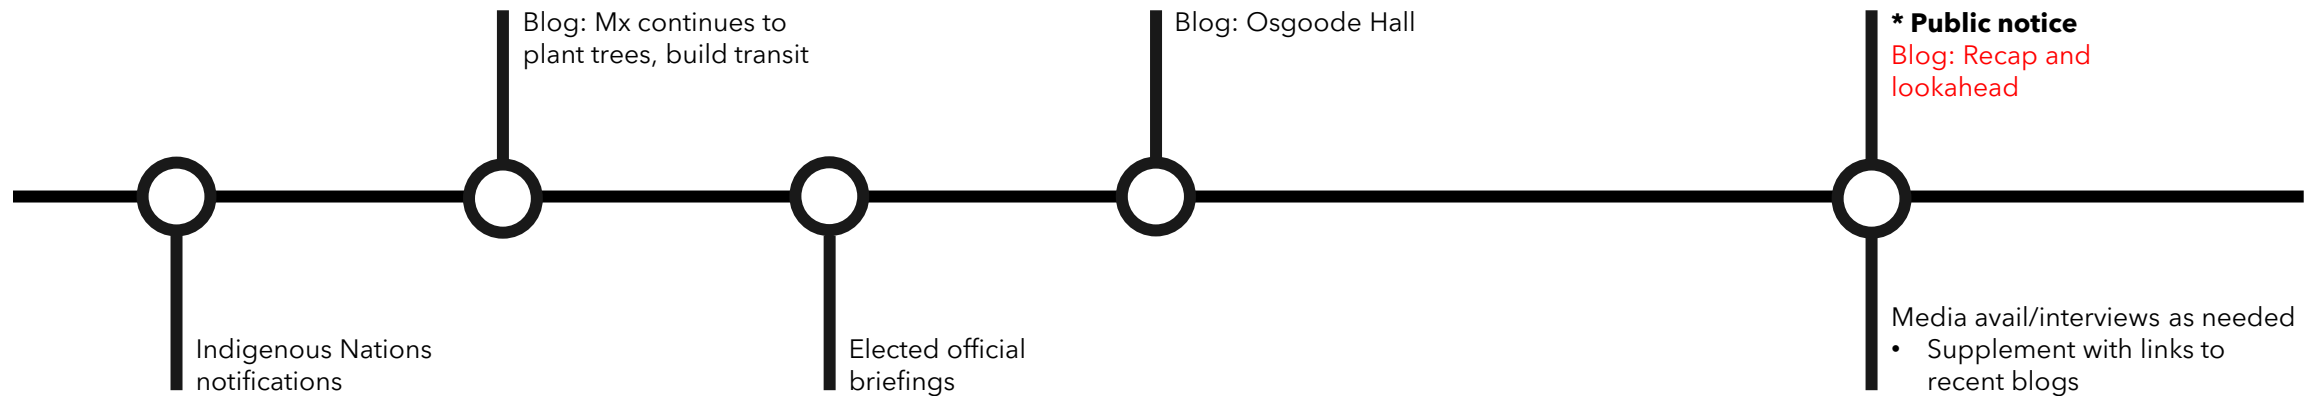 Blog: Mx continues to
plant trees, build transit
Blog: Osgoode Hall
* Public notice
Blog: Recap and
lookahead
Indigenous Nations
notifications
Elected official
briefings
Media avail/interviews as needed
• Supplement with links to
recent blogs